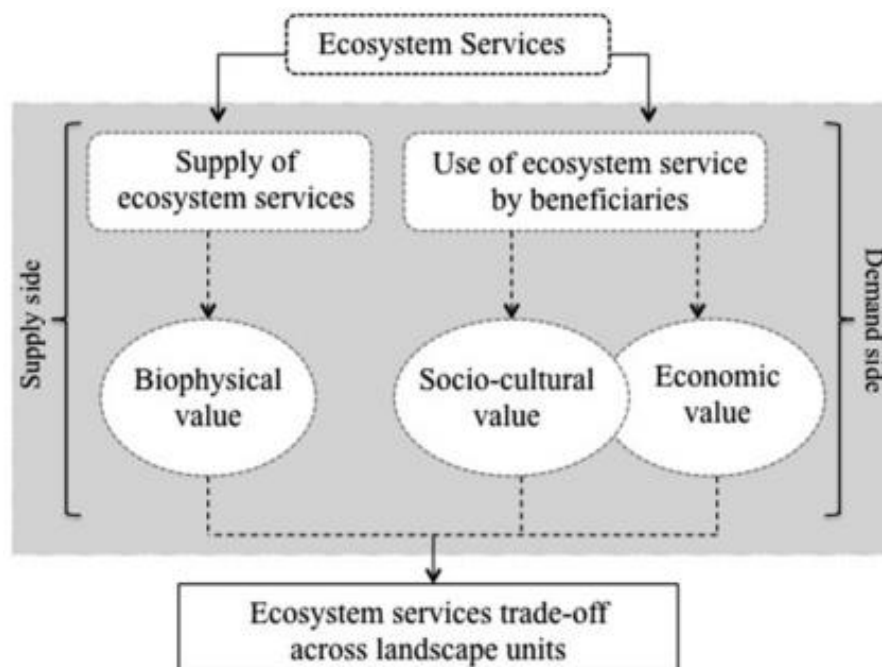 Ecosystem Services
Supply of
ecosystem services
Use of ecosystem service
by beneficiaries
Supply side
Demand side
Biophysical
value
Socio-cultural
value
Economic
value
Ecosystem services trade-off
across landscape units